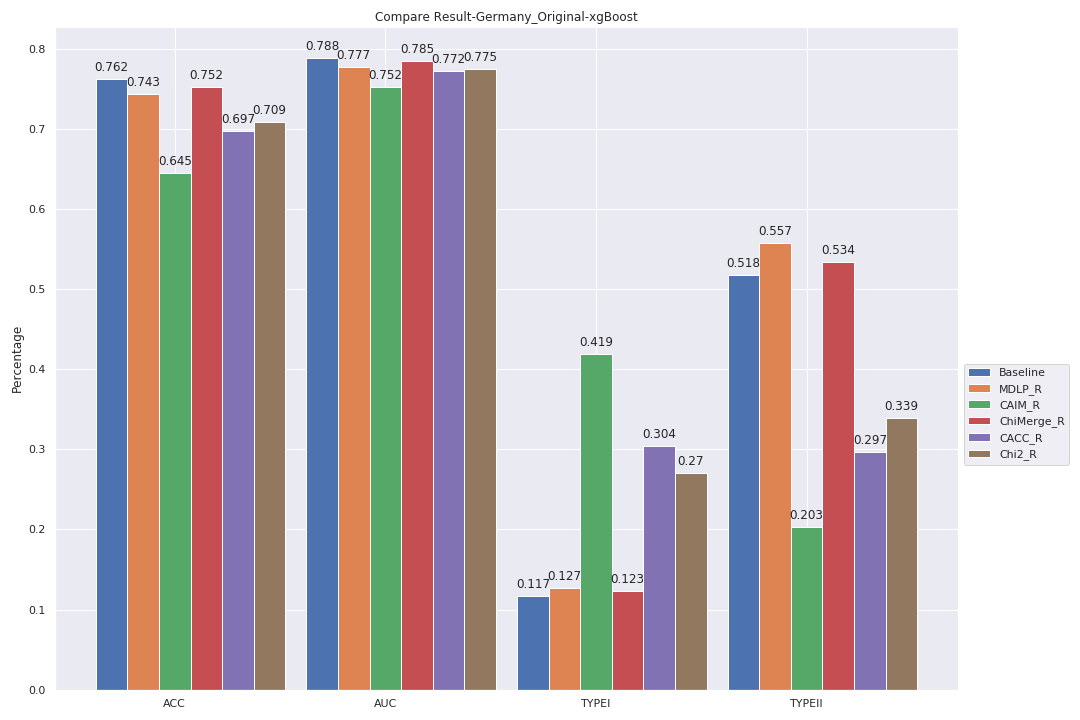 Compare Result-Germany_Original-xgBoost
Percentage
0.8
0.7
0.6
0.5
0.4
0.3
0.2
0.1
0.0
0.762
0.743
0.645
0.752
0.697
0.709
0.788
0.777
0.752
0.785
0.772
0.775
0.117
0.127
0.419
0.123
0.304
0.27
0.518
0.557
0.203
0.534
0.297
0.339
ACC
AUC
TYPEI
TYPEII
Baseline
MDLP_R
CAIM_R
ChiMerge_R
CACC_R
Chi2_R